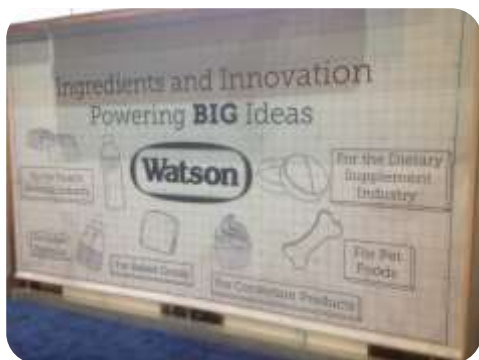 Ingredients and Innovation
Powering BIG Ideas
Watson
For the Dietary
Supplement
Industry
For Pet
Foods
For Baked Goods
For Confection Products